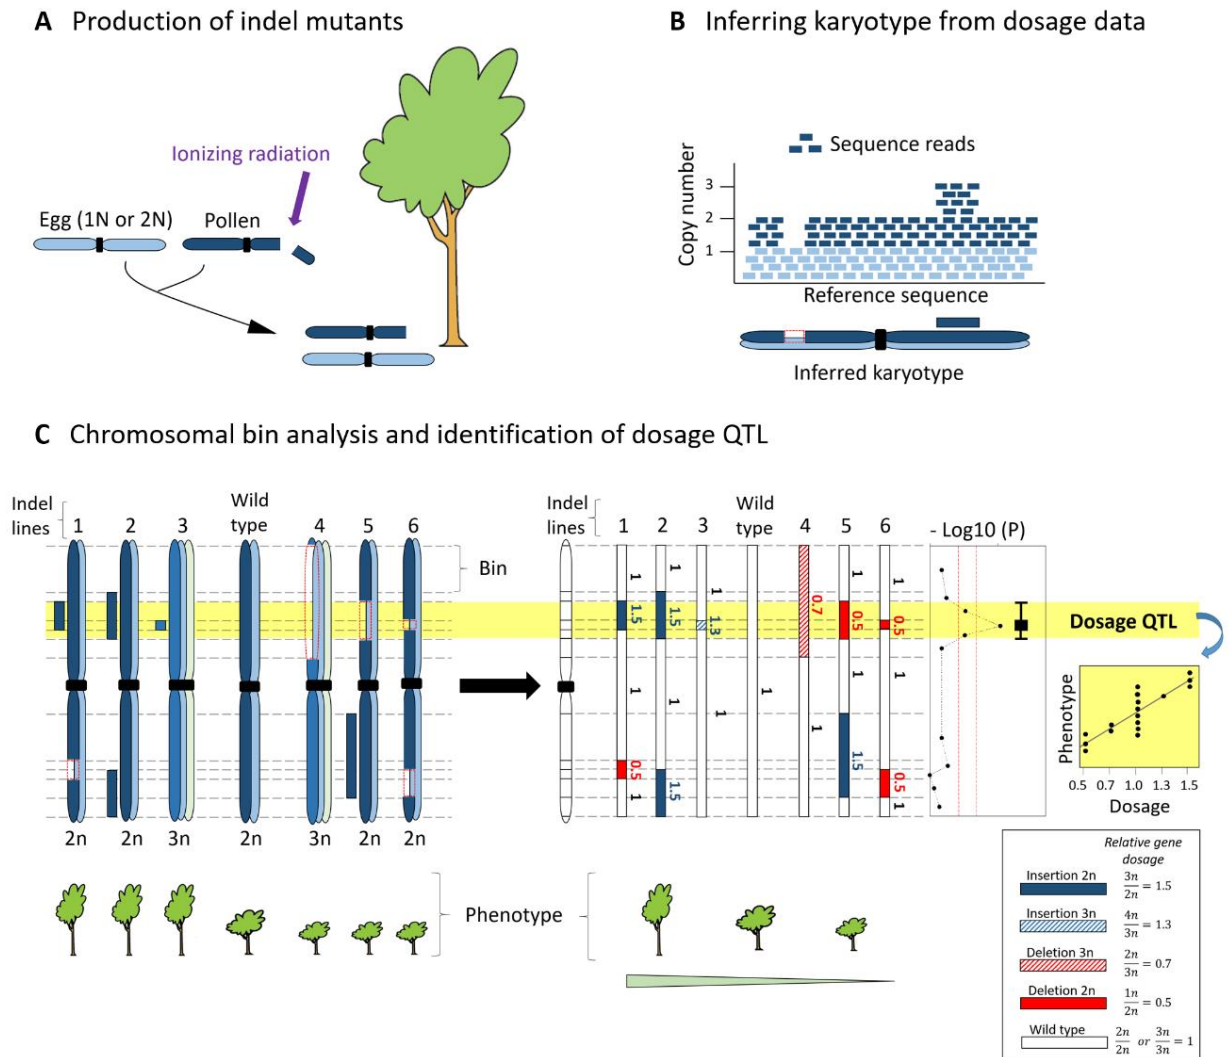 A Production of indel mutants
Ionizing radiation
Egg (1N or 2N)
Pollen
B Inferring karyotype from dosage data
Sequence reads
Copy number
3
2
1
Reference sequence
Inferred karyotype
C Chromosomal bin analysis and identification of dosage QTL
Indel
lines
1
2
3
Wild
type
4
5
6
Bin
2n
2n
3n
2n
3n
2n
2n
Phenotype
Indel
lines
1
2
3
Wild
type
4
5
6
1
1.5
1
0.5
1
1
1.5
1
1.5
1
1.3
1
1
0.7
1
1
0.5
1
1.5
1
0.5
1
0.5
1
- Log10 (P)
Dosage QTL
Phenotype
0.5 0.7 1.0 1.3 1.5
Dosage
Relative gene
dosage
Insertion 2n 3n/2n = 1.5
Insertion 3n 4n/3n = 1.3
Deletion 3n 2n/3n = 0.7
Deletion 2n 1n/2n = 0.5
Wild type 2n/2n or 3n/3n = 1